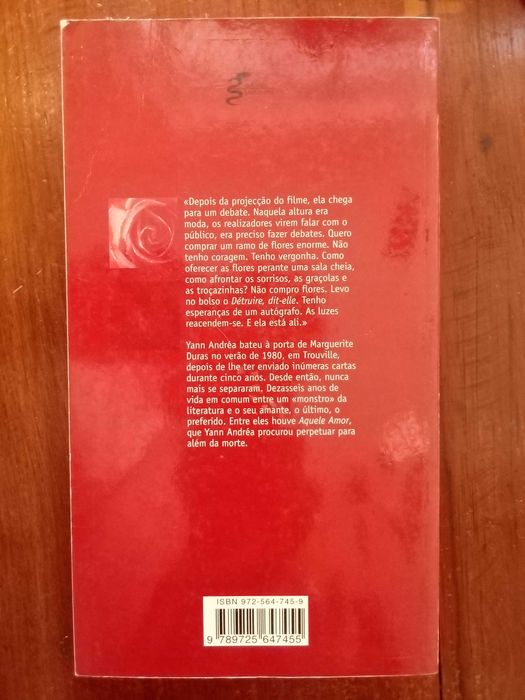 «Depois da projecção do filme, ela chega
para um debate. Naquela altura era
moda, os realizadores virem falar com o
público, era preciso fazer debates. Quero
comprar um ramo de flores enorme. Não
tenho coragem. Tenho vergonha. Como
oferecer as flores perante uma sala cheia,
como afrontar os sorrisos, as graçolas e
as troçazinhas? Não compro flores. Levo
no bolso o Détruire, dit-elle. Tenho
esperanças de um autógrafo. As luzes
reacendem-se. E ela está ali.»
Yann Andréa bateu à porta de Marguerite
Duras no verão de 1980, em Trouville,
depois de lhe ter enviado inúmeras cartas
durante cinco anos. Desde então, nunca
mais se separaram. Dezasseis anos de
vida em comum entre um «monstro» da
literatura e o seu amante, o último, o
preferido. Entre eles houve Aquele Amor,
que Yann Andréa procurou perpetuar para
além da morte.
ISBN 972-564-745-9
9 789725 647455